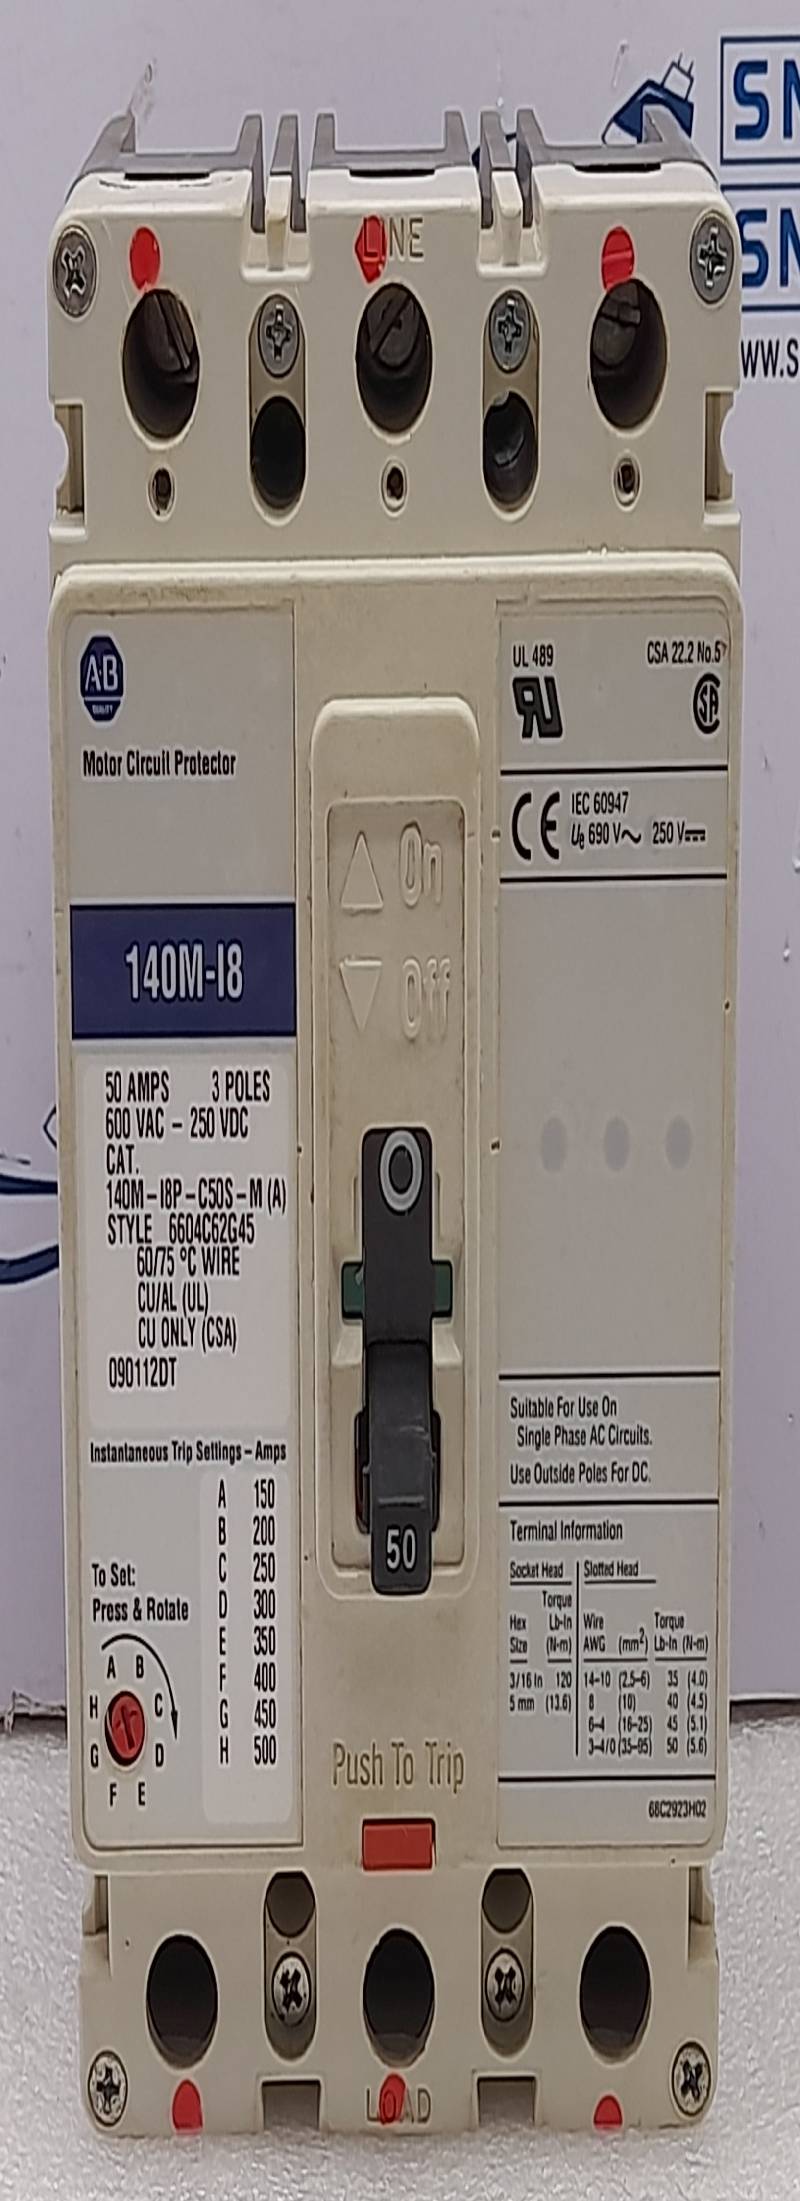 SN
SN
WW.S
LINE
AB
QUALITY
Motor Circuit Protector
140M-I8
50 AMPS 3 POLES
600 VAC - 250 VDC
CAT.
140M-I8P-C50S-M (A)
STYLE 6604C62G45
60/75 °C WIRE
CU/AL (UL)
CU ONLY (CSA)
090112DT
Instantaneous Trip Settings - Amps
A 150
B 200
C 250
D 300
E 350
F 400
G 450
H 500
To Set:
Press & Rotate
A B
H C
G D
F E
On
Off
O
50
Push To Trip
UL 489 CSA 22.2 No.5
RU SA
CE
IEC 60947
Ue 690 V~ 250 V⎓
Suitable For Use On
Single Phase AC Circuits.
Use Outside Poles For DC.
Terminal Information
Socket Head Slotted Head
Torque
Hex Lb-In Wire Torque
Size (N-m) AWG (mm²) Lb-In (N-m)
3/16 In 120 14-10 (2.5-6) 35 (4.0)
5 mm (13.6) 8 (10) 40 (4.5)
6-4 (16-25) 45 (5.1)
3-4/0 (35-95) 50 (5.6)
68C2923H02
LOAD